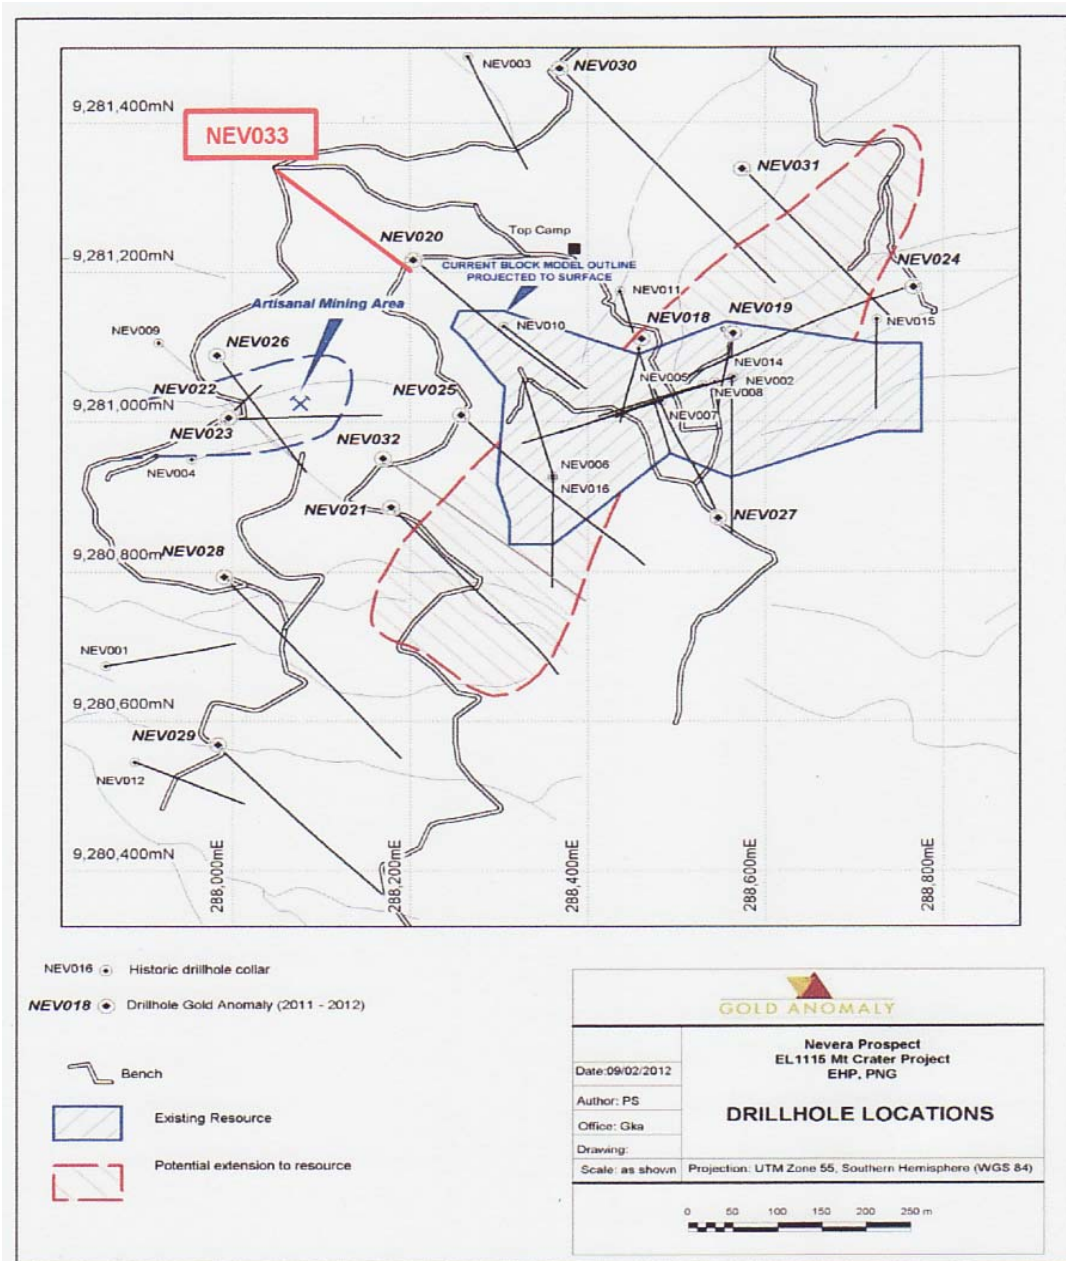 NEV003
NEV030
9,281,400mN
NEV033
NEV031
NEV020
Top Camp
9,281,200mN
CURRENT BLOCK MODEL OUTLINE
PROJECTED TO SURFACE
NEV024
Artisanal Mining Area
NEV011
NEV018
NEV019
NEV015
NEV009
NEV010
NEV026
NEV014
NEV005
NEV002
NEV022
NEV025
NEV008
9,281,000mN
NEV007
NEV023
NEV032
NEV004
NEV006
NEV016
NEV021
NEV027
9,280,800mN
NEV028
NEV001
9,280,600mN
NEV029
NEV012
9,280,400mN
288,000mE
288,200mE
288,400mE
288,600mE
288,800mE
NEV016 Historic drillhole collar
NEV018 Drillhole Gold Anomaly (2011 - 2012)
Bench
Existing Resource
Potential extension to resource
GOLD ANOMALY
Nevera Prospect
EL1115 Mt Crater Project
EHP, PNG
Date:09/02/2012
Author: PS
Office: Gka
Drawing:
Scale: as shown
DRILLHOLE LOCATIONS
Projection: UTM Zone 55, Southern Hemisphere (WGS 84)
0 50 100 150 200 250 m